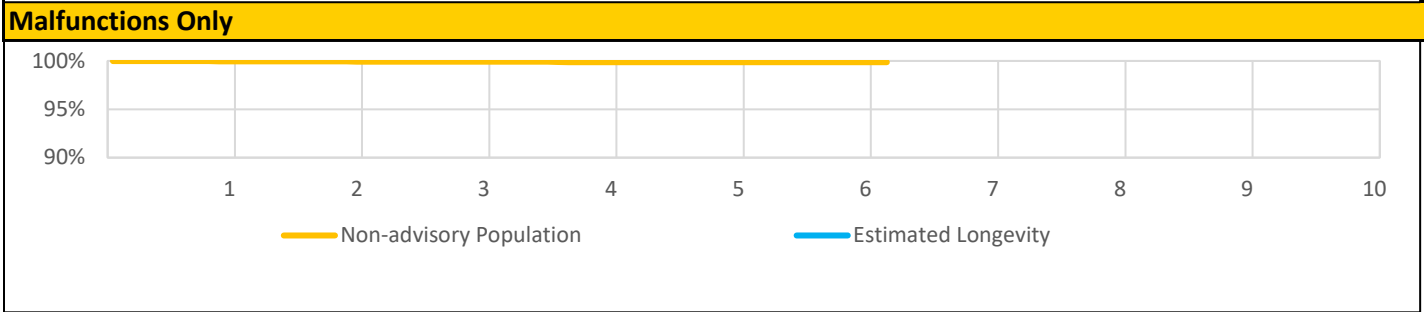 Malfunctions Only
100%
95%
90%
1 2 3 4 5 6 7 8 9 10
Non-advisory Population Estimated Longevity